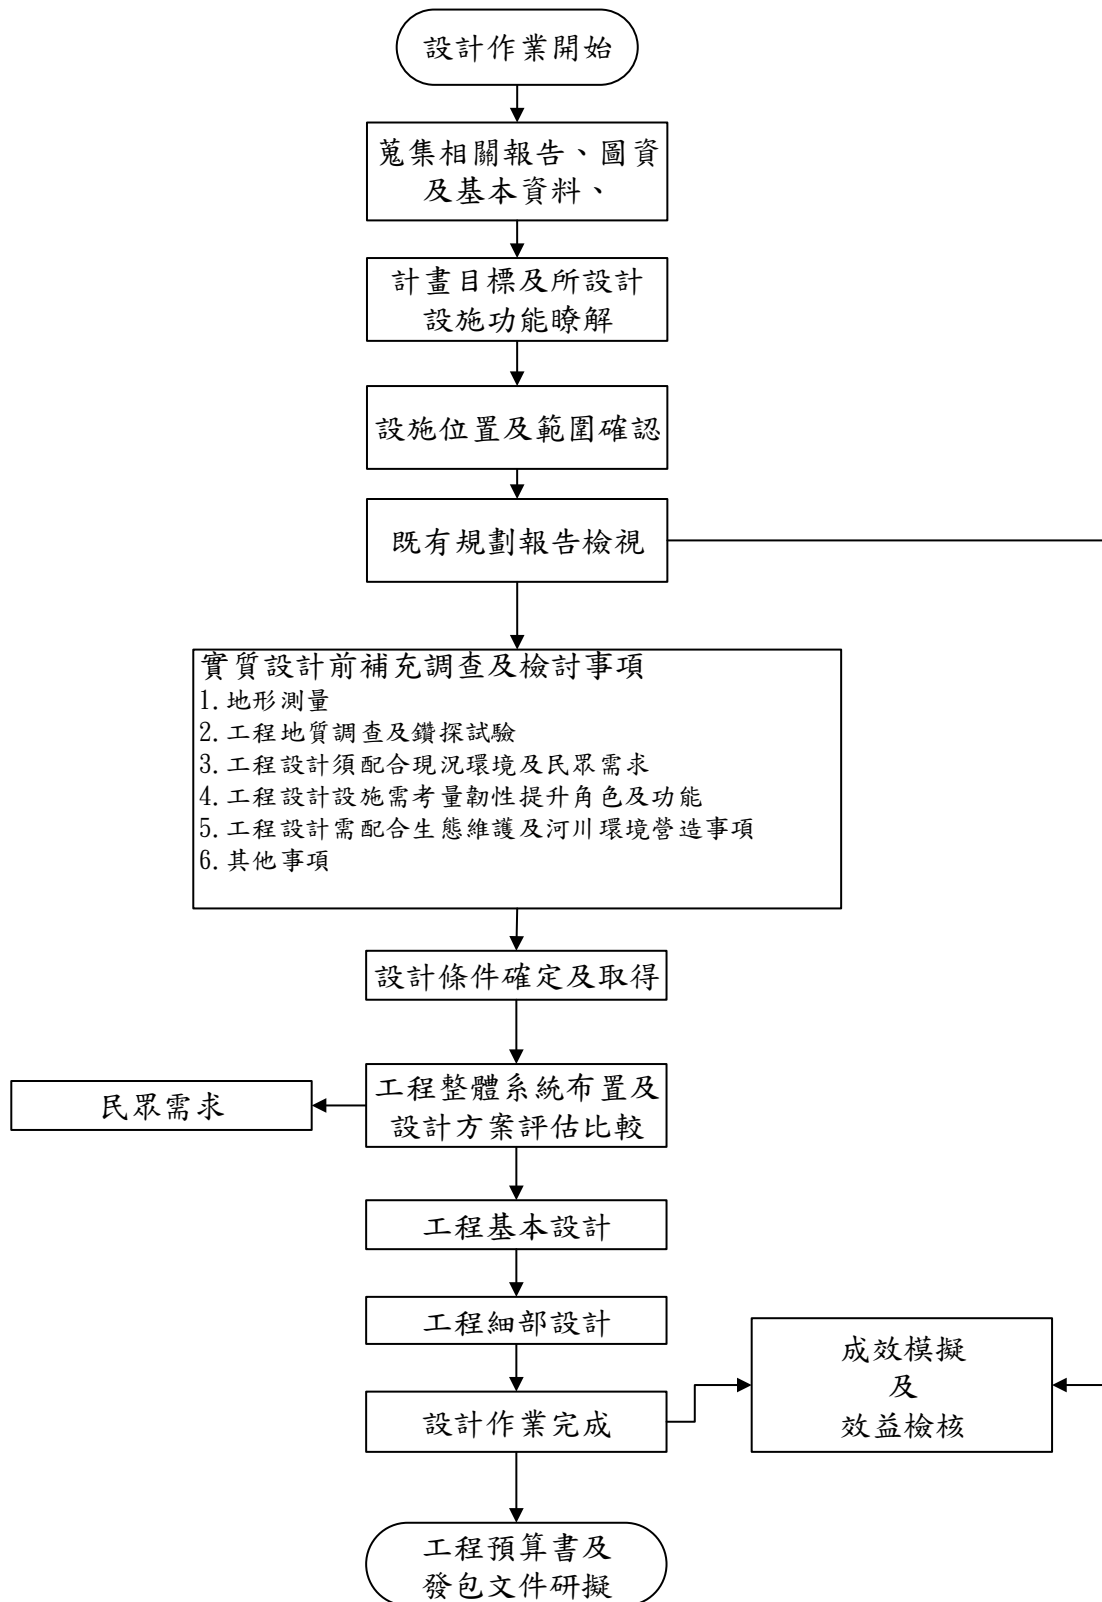 設計作業開始
蒐集相關報告、圖資
及基本資料、
計畫目標及所設計
設施功能瞭解
設施位置及範圍確認
既有規劃報告檢視
實質設計前補充調查及檢討事項
1.地形測量
2.工程地質調查及鑽探試驗
3.工程設計須配合現況環境及民眾需求
4.工程設計設施需考量韌性提升角色及功能
5.工程設計需配合生態維護及河川環境營造事項
6.其他事項
設計條件確定及取得
工程整體系統布置及
設計方案評估比較
民眾需求
工程基本設計
工程細部設計
設計作業完成
成效模擬
及
效益檢核
工程預算書及
發包文件研擬